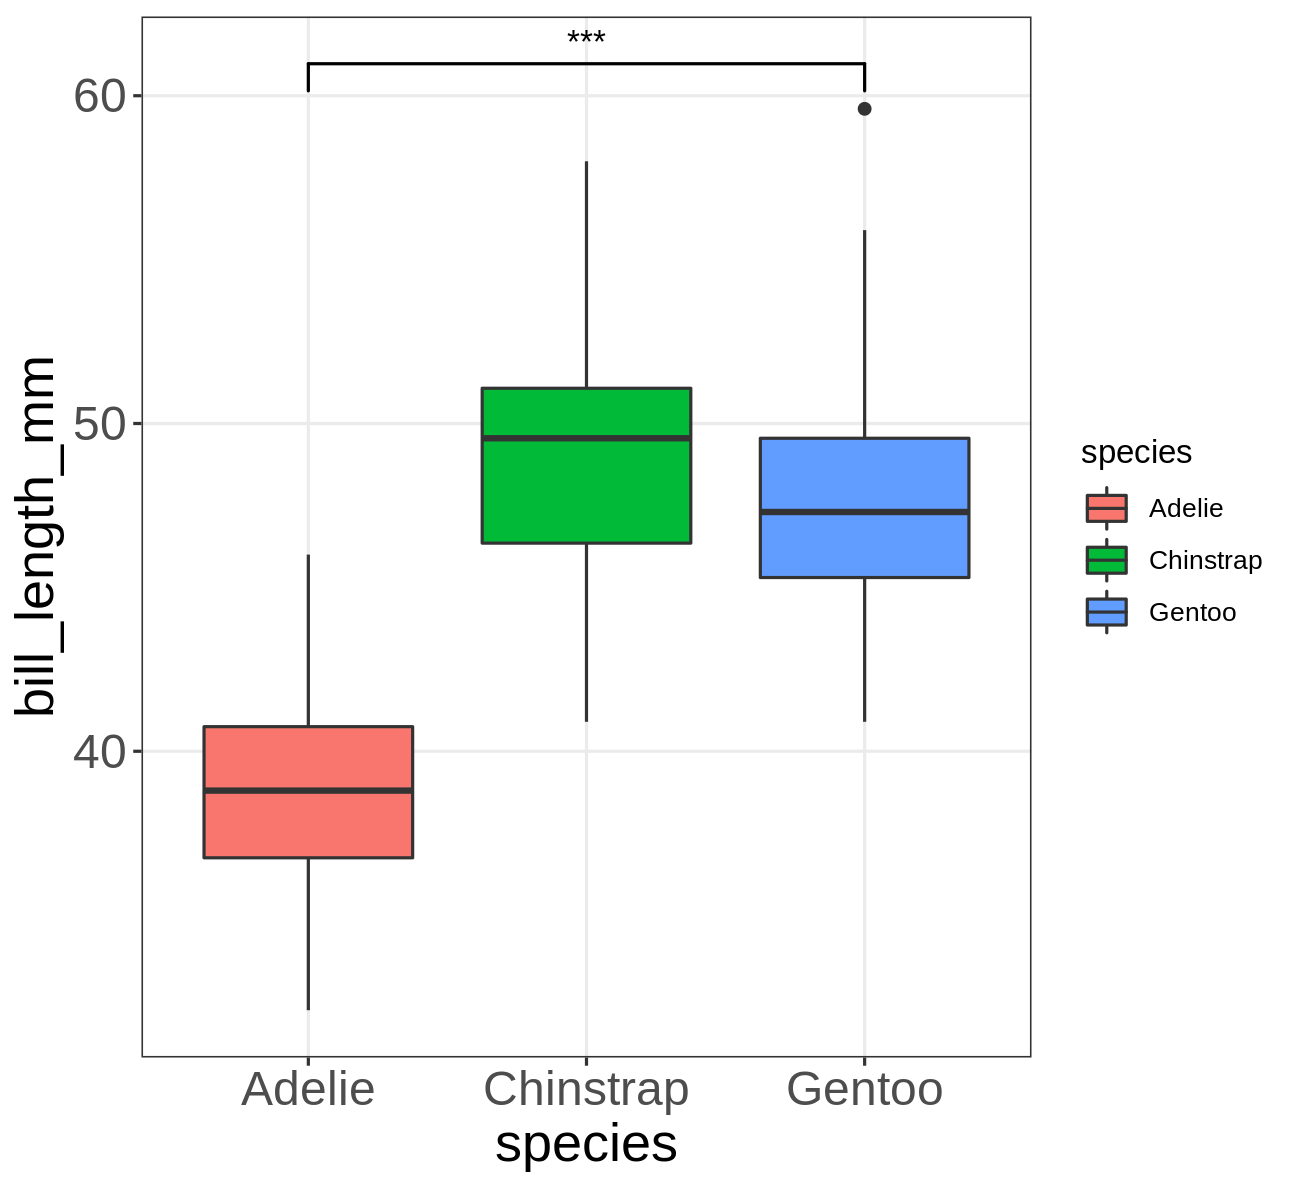 ***
60
50
40
bill_length_mm
Adelie Chinstrap Gentoo
species
species
Adelie
Chinstrap
Gentoo